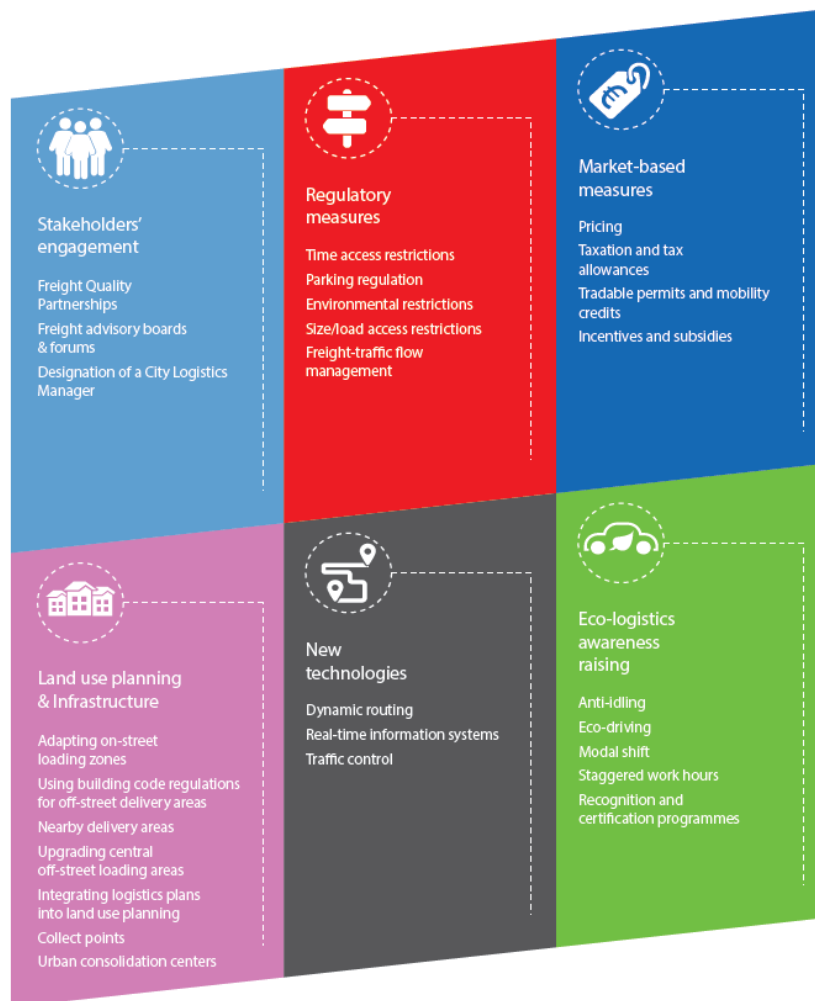 Stakeholders'
engagement
Freight Quality
Partnerships
Freight advisory boards
& forums
Designation of a City Logistics
Manager
Regulatory
measures
Time access restrictions
Parking regulation
Environmental restrictions
Size/load access restrictions
Freight-traffic flow
management
Market-based
measures
Pricing
Taxation and tax
allowances
Tradable permits and mobility
credits
Incentives and subsidies
Land use planning
& Infrastructure
Adapting on-street
loading zones
Using building code regulations
for off-street delivery areas
Nearby delivery areas
Upgrading central
off-street loading areas
Integrating logistics plans
into land use planning
Collect points
Urban consolidation centers
New
technologies
Dynamic routing
Real-time information systems
Traffic control
Eco-logistics
awareness
raising
Anti-idling
Eco-driving
Modal shift
Staggered work hours
Recognition and
certification programmes